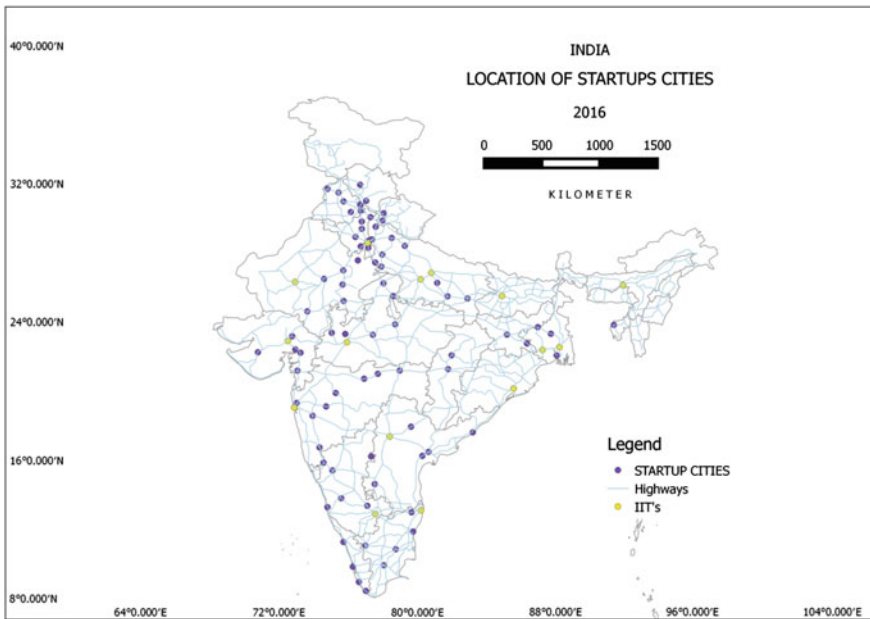 INDIA
LOCATION OF STARTUPS CITIES
2016
0 500 1000 1500
KILOMETER
40°0.000'N
32°0.000'N
24°0.000'N
16°0.000'N
8°0.000'N
Legend
STARTUP CITIES
Highways
IIT's
64°0.000'E 72°0.000'E 80°0.000'E 88°0.000'E 96°0.000'E 104°0.000'E